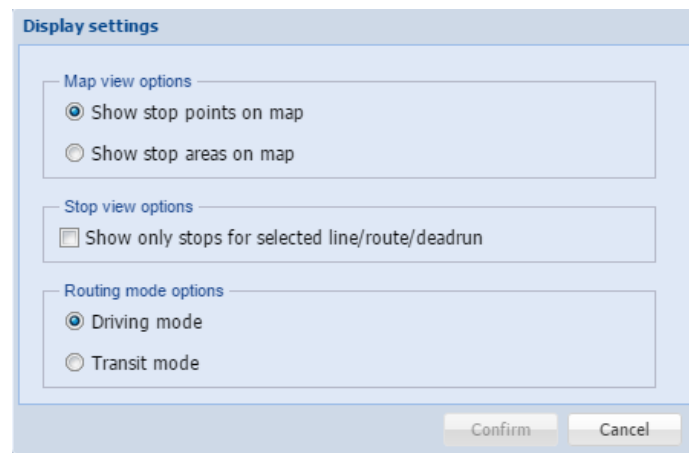 Display settings
Map view options
Show stop points on map
Show stop areas on map
Stop view options
Show only stops for selected line/route/deadrun
Routing mode options
Driving mode
Transit mode
Confirm Cancel